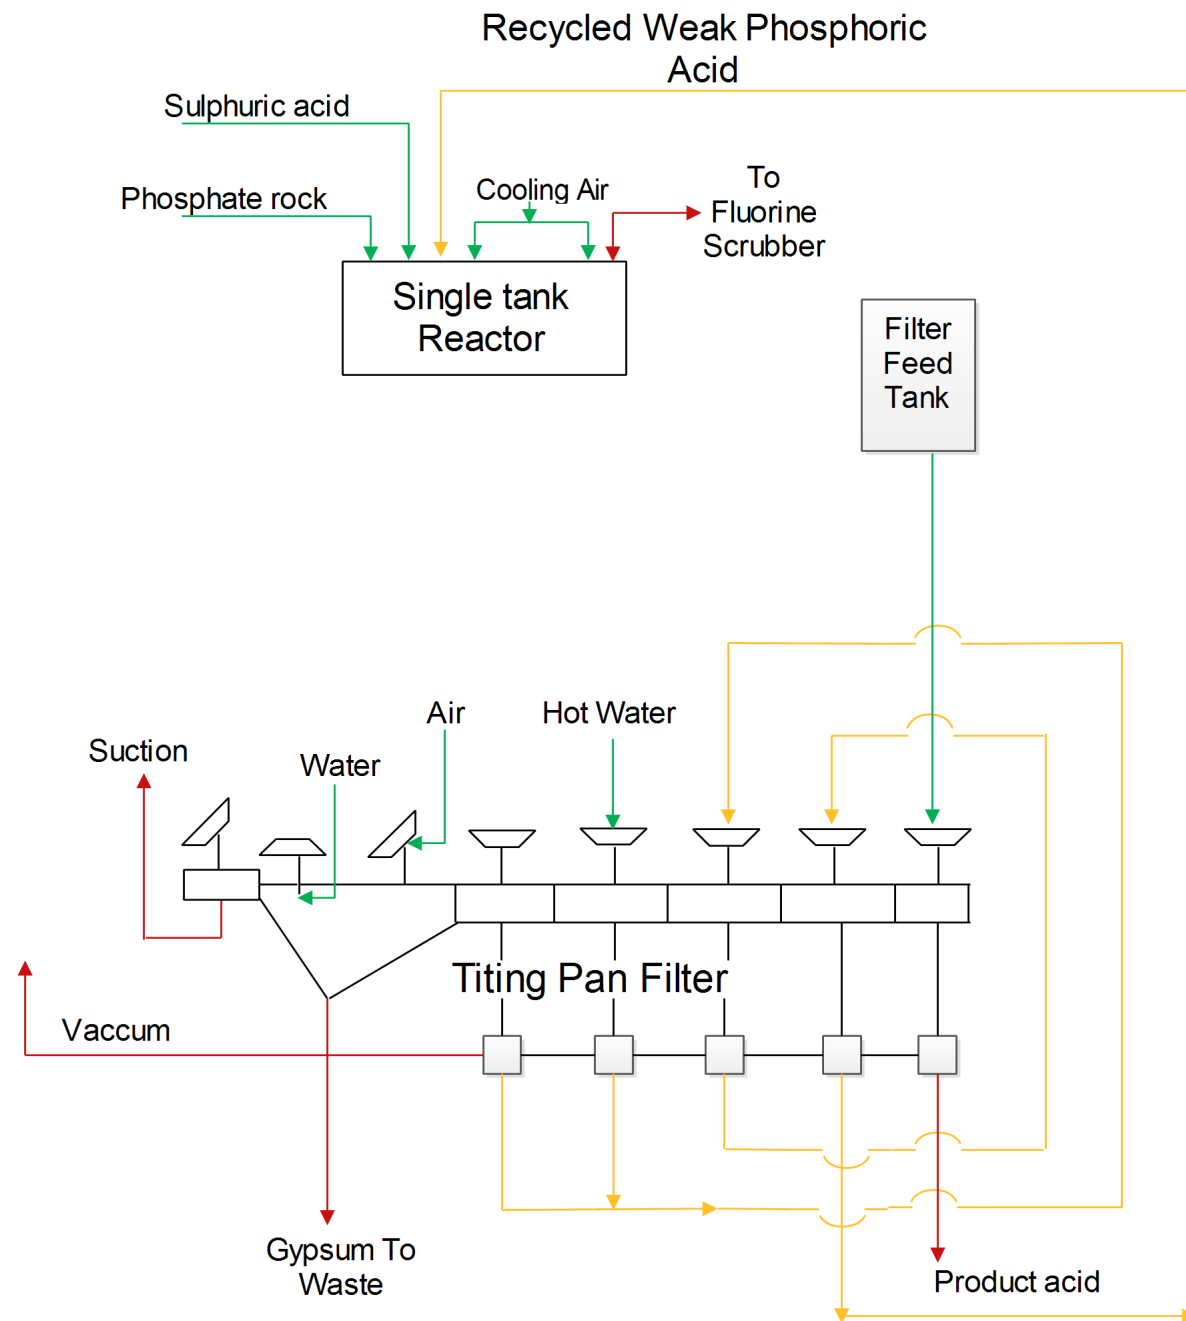 Recycled Weak Phosphoric
Acid
Sulphuric acid
Phosphate rock
Cooling Air
To
Fluorine
Scrubber
Single tank
Reactor
Filter
Feed
Tank
Air
Hot Water
Suction
Water
Titing Pan Filter
Vaccum
Gypsum To
Waste
Product acid